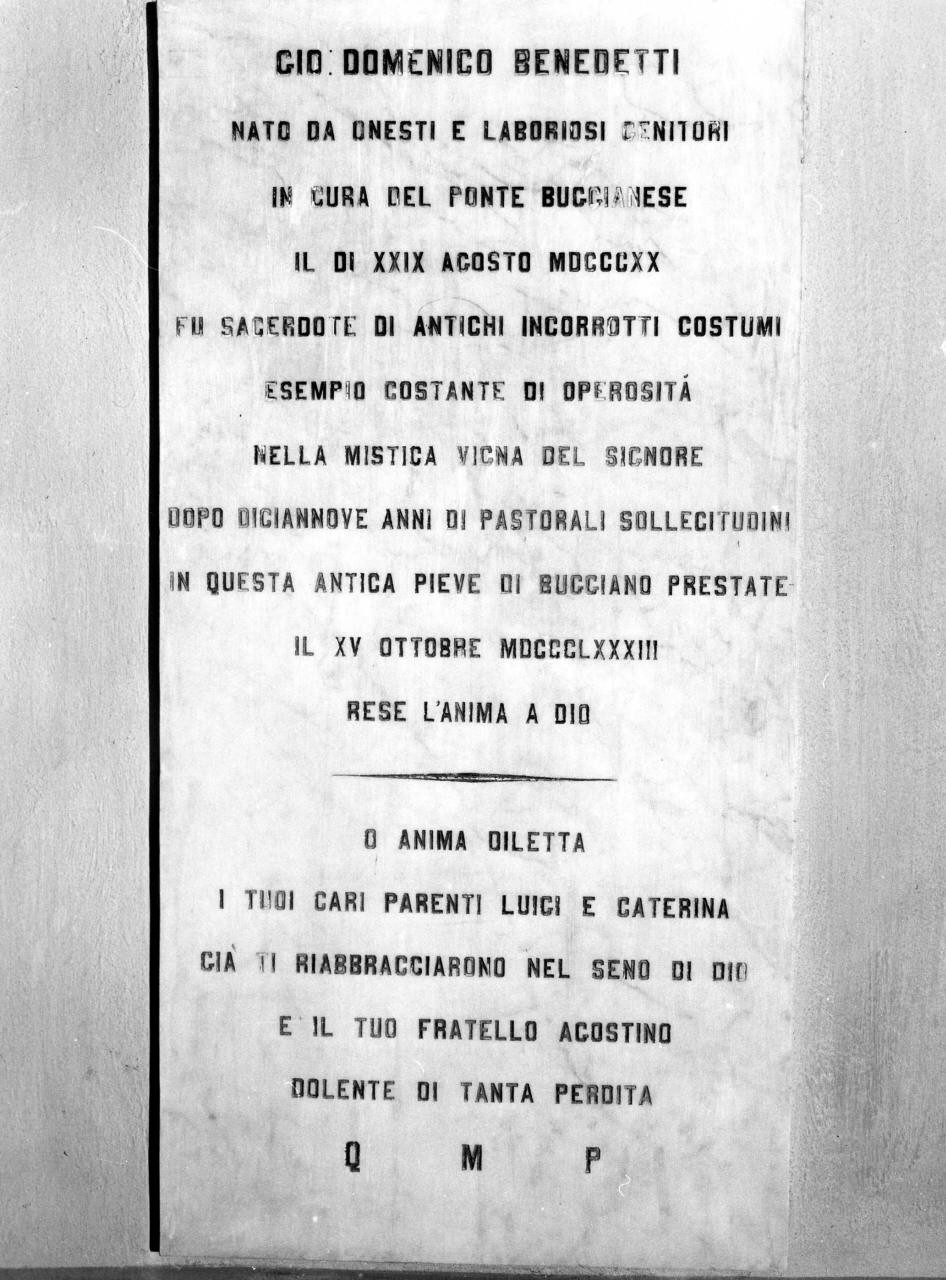 GIO: DOMENICO BENEDETTI
NATO DA ONESTI E LABORIOSI GENITORI
IN CURA DEL PONTE BUGGIANESE
IL DI XXIX AGOSTO MDCCCXX
FU SACERDOTE DI ANTICHI INCORROTTI COSTUMI
ESEMPIO COSTANTE DI OPEROSITÁ
NELLA MISTICA VIGNA DEL SIGNORE
DOPO DICIANNOVE ANNI DI PASTORALI SOLLECITUDINI
IN QUESTA ANTICA PIEVE DI BUGGIANO PRESTATE
IL XV OTTOBRE MDCCCLXXXIII
RESE L'ANIMA A DIO
O ANIMA DILETTA
I TUOI CARI PARENTI LUIGI E CATERINA
GIÀ TI RIABBRACCIARONO NEL SENO DI DIO
E IL TUO FRATELLO AGOSTINO
DOLENTE DI TANTA PERDITA
Q M P